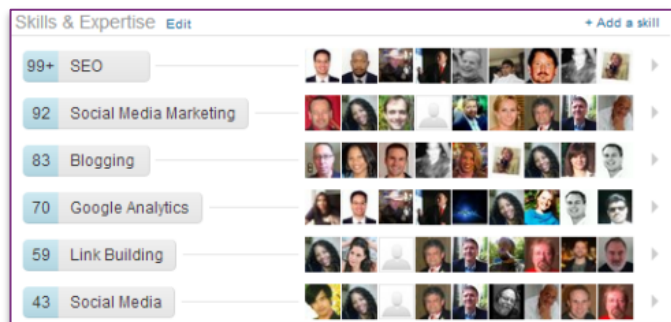 Skills & Expertise Edit + Add a skill
99+ SEO
92 Social Media Marketing
83 Blogging
70 Google Analytics
59 Link Building
43 Social Media